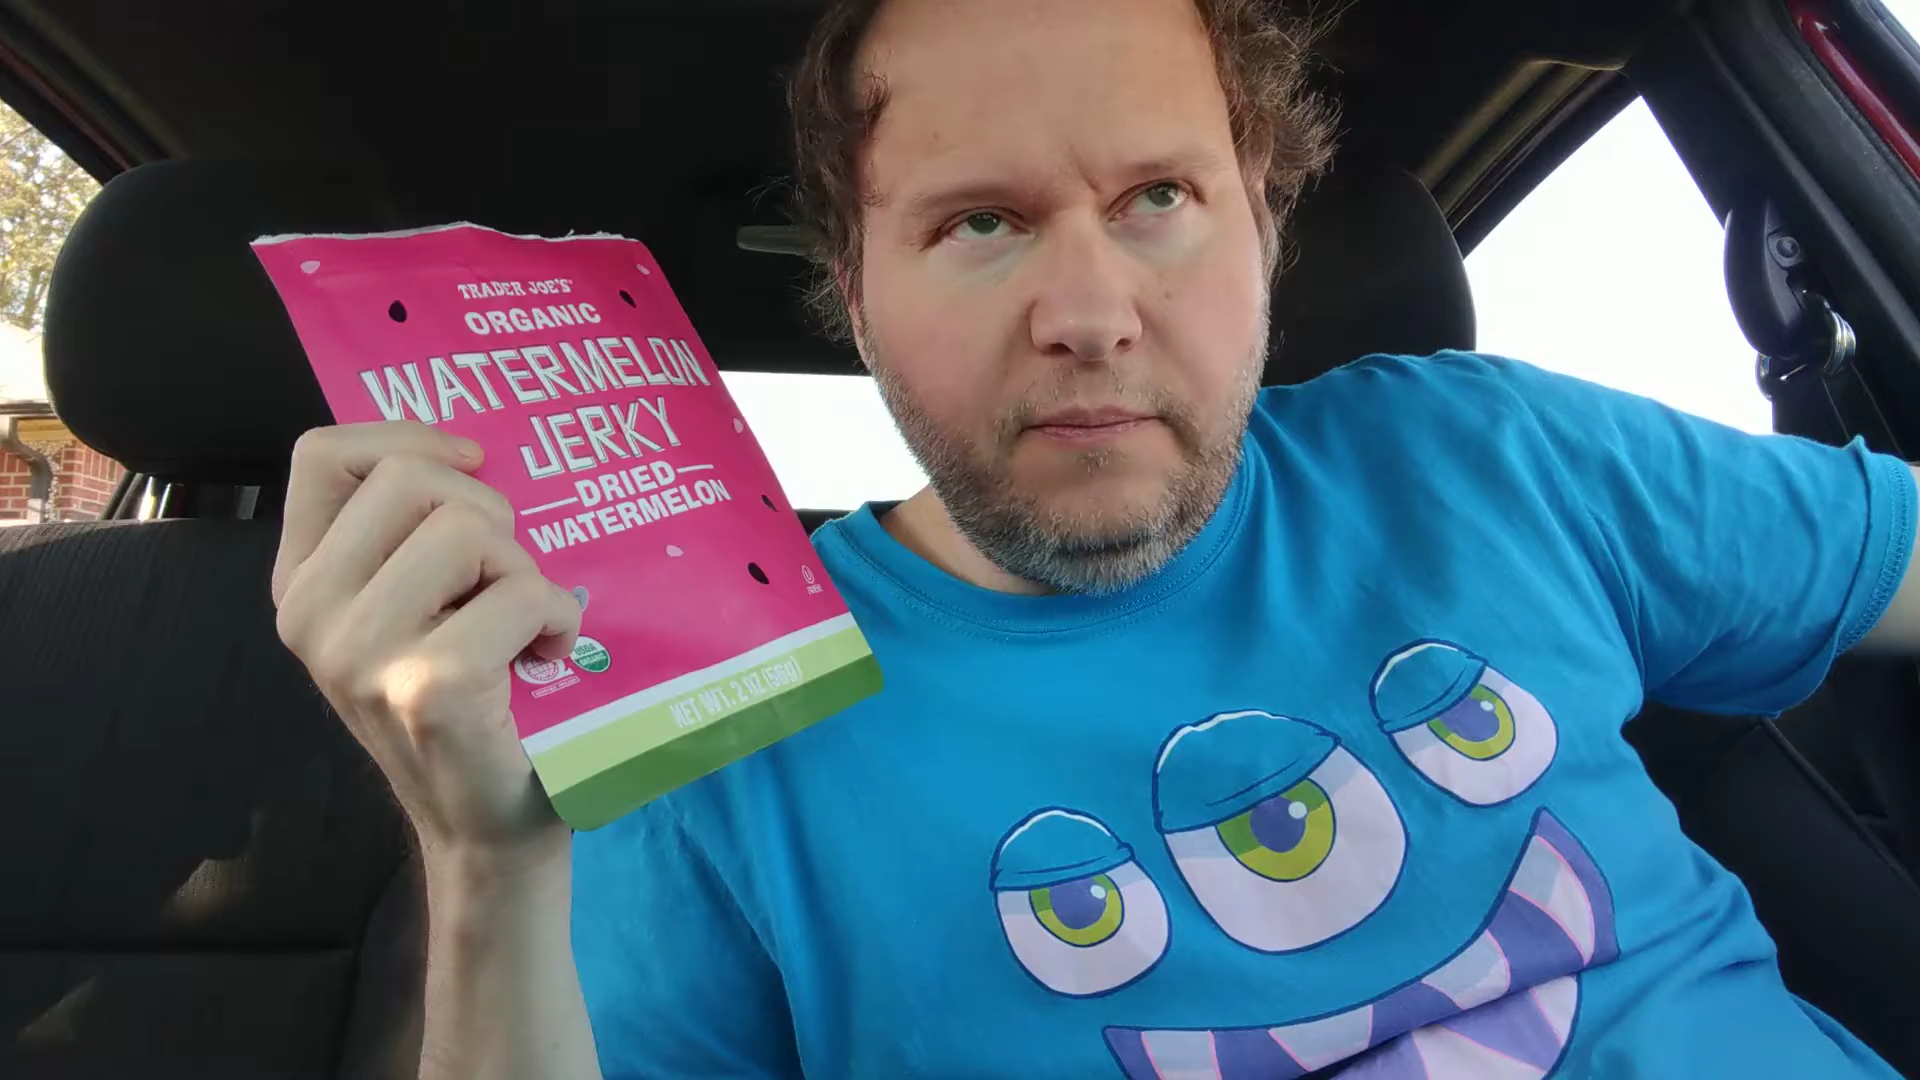 TRADER JOE'S
ORGANIC
WATERMELON
JERKY
DRIED
WATERMELON
USDA
ORGANIC
NET WT. 2 OZ (56g)